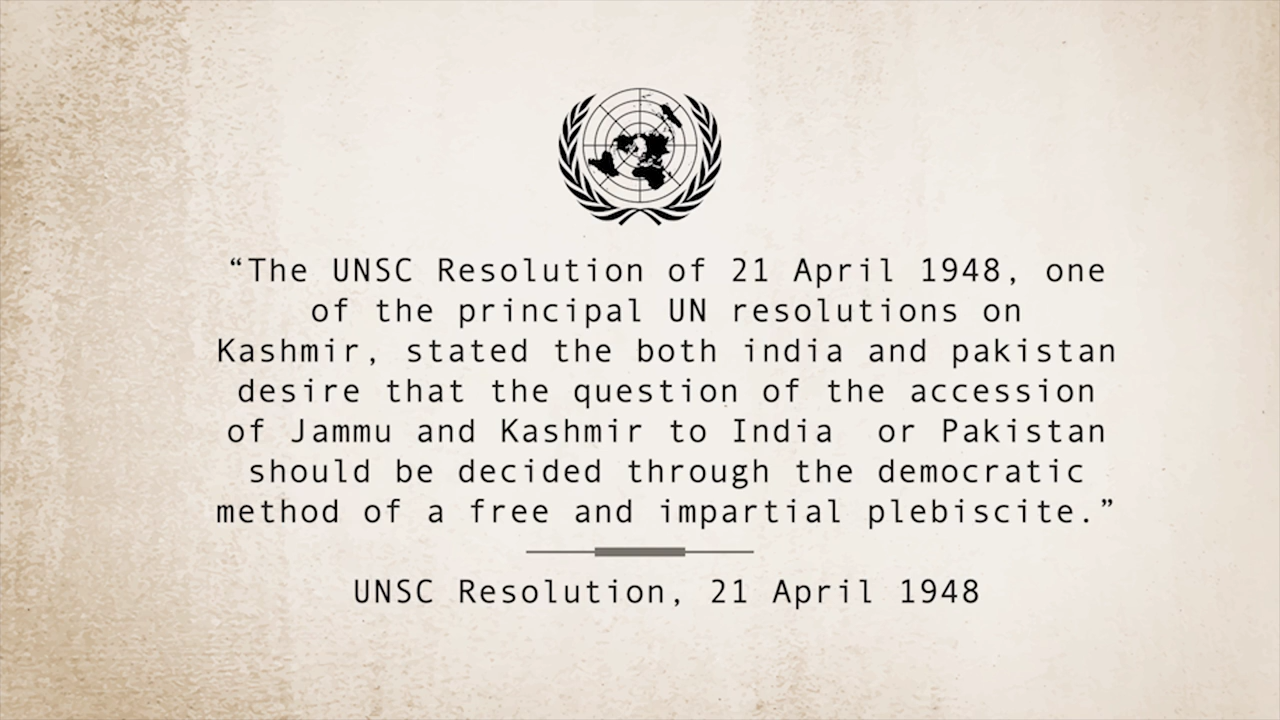 “The UNSC Resolution of 21 April 1948, one
of the principal UN resolutions on
Kashmir, stated the both india and pakistan
desire that the question of the accession
of Jammu and Kashmir to India  or Pakistan
should be decided through the democratic
method of a free and impartial plebiscite.”
UNSC Resolution, 21 April 1948